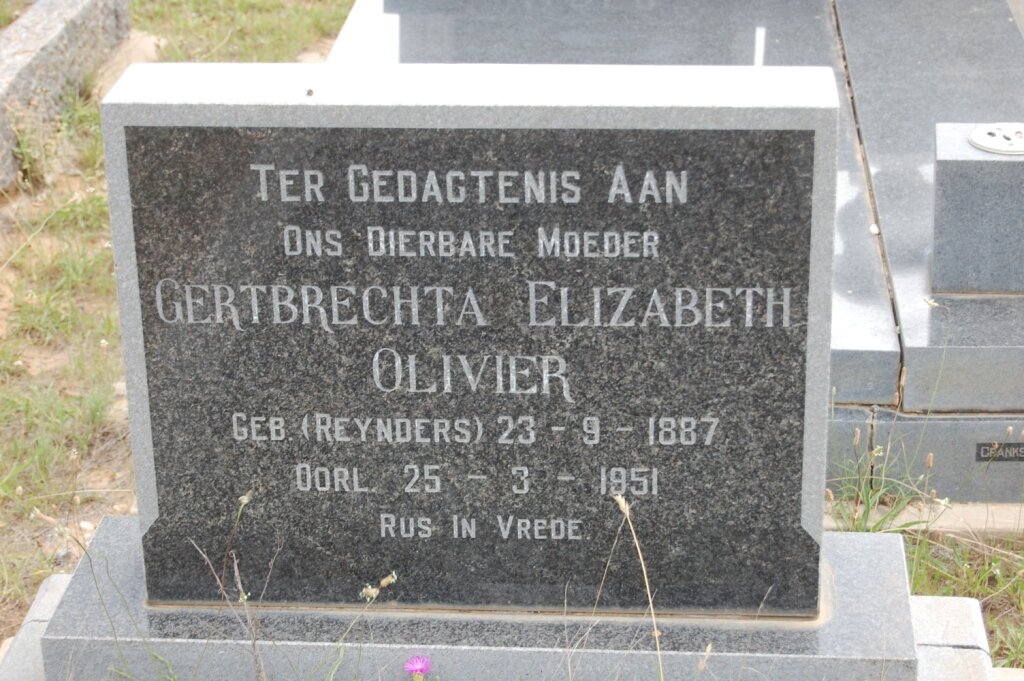 TER GEDAGTENIS AAN
ONS DIERBARE MOEDER
GERTBRECHTA ELIZABETH
OLIVIER
GEB. (REYNDERS) 23 - 9 - 1887
OORL. 25 - 3 - 1951
RUS IN VREDE.